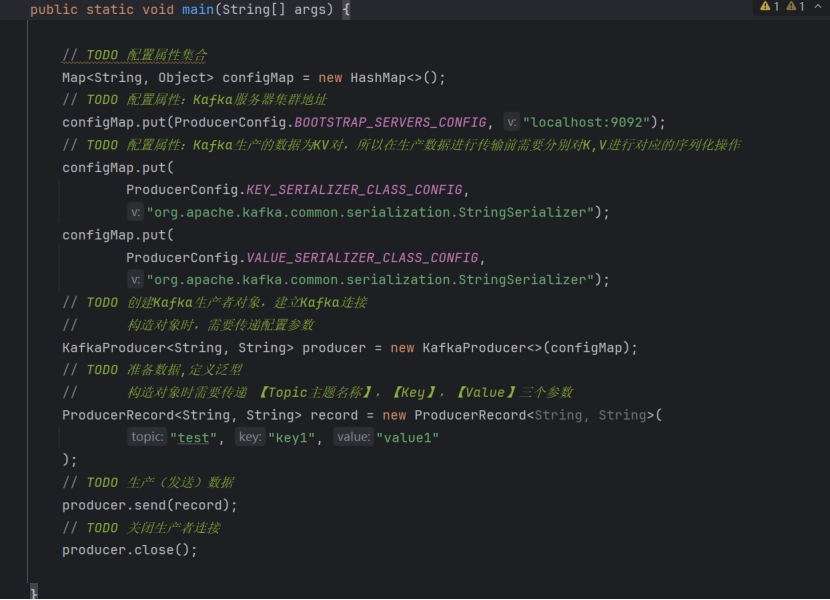 public static void main(String[] args) {
⚠1 ⚠1 ^
// TODO 配置属性集合
Map<String, Object> configMap = new HashMap<>();
// TODO 配置属性：Kafka服务器集群地址
configMap.put(ProducerConfig.BOOTSTRAP_SERVERS_CONFIG, v: "localhost:9092");
// TODO 配置属性：Kafka生产的数据为KV对，所以在生产数据进行传输前需要分别对K,V进行对应的序列化操作
configMap.put(
ProducerConfig.KEY_SERIALIZER_CLASS_CONFIG,
v: "org.apache.kafka.common.serialization.StringSerializer");
configMap.put(
ProducerConfig.VALUE_SERIALIZER_CLASS_CONFIG,
v: "org.apache.kafka.common.serialization.StringSerializer");
// TODO 创建Kafka生产者对象，建立Kafka连接
// 构造对象时，需要传递配置参数
KafkaProducer<String, String> producer = new KafkaProducer<>(configMap);
// TODO 准备数据,定义泛型
// 构造对象时需要传递 【Topic主题名称】，【Key】，【Value】三个参数
ProducerRecord<String, String> record = new ProducerRecord<String, String>(
topic: "test", key: "key1", value: "value1"
);
// TODO 生产（发送）数据
producer.send(record);
// TODO 关闭生产者连接
producer.close();
}